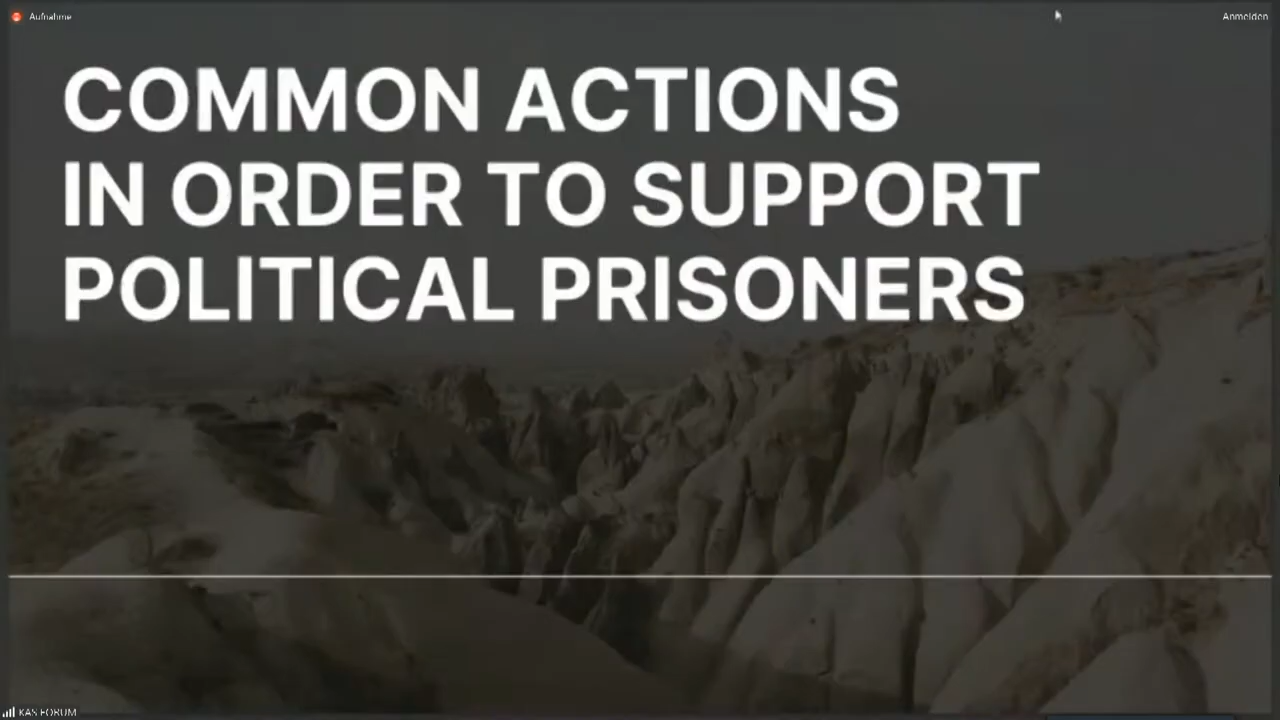 Aufnahme
Anmelden
COMMON ACTIONS
IN ORDER TO SUPPORT
POLITICAL PRISONERS
KAS FORUM